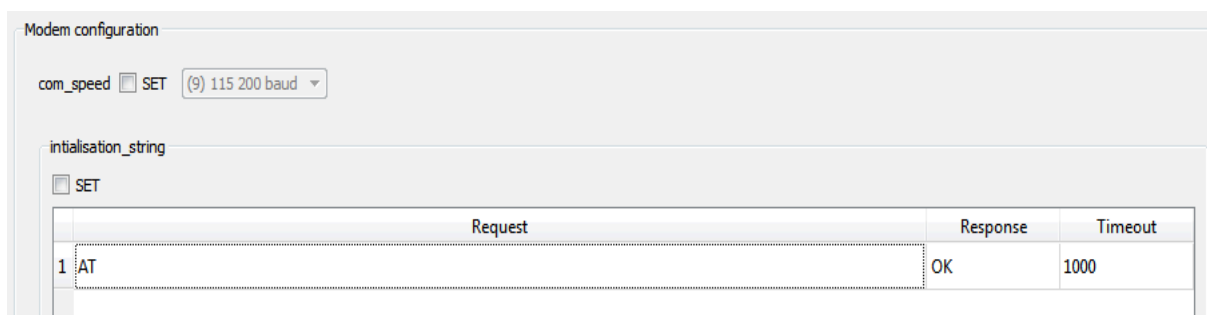 Modem configuration
com_speed SET (9) 115 200 baud
intialisation_string
SET
Request Response Timeout
1 AT OK 1000